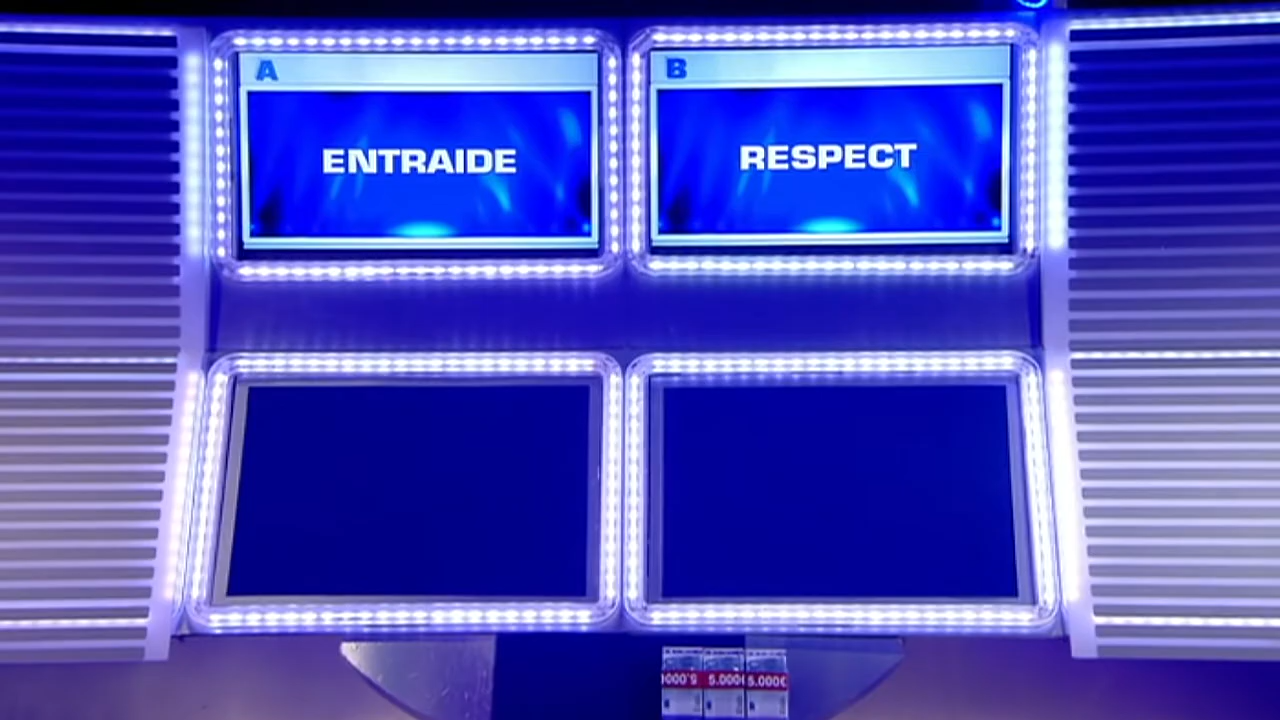 A
ENTRAIDE
B
RESPECT
5.000€
5.000€